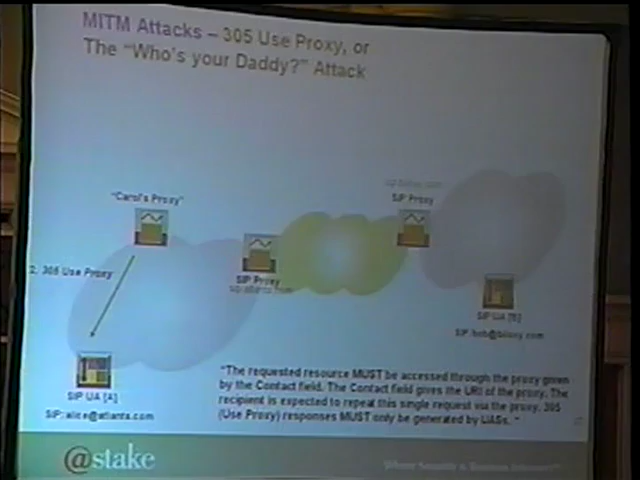 MITM Attacks – 305 Use Proxy, or
The "Who's your Daddy?" Attack
"Carol's Proxy"
SIP Proxy
2. 305 Use Proxy
SIP Proxy
SIP UA [B]
SIP: bob@biloxi.com
SIP UA [A]
SIP: alice@atlanta.com
"The requested resource MUST be accessed through the proxy given
by the Contact field. The Contact field gives the URI of the proxy. The
recipient is expected to repeat this single request via the proxy. 305
(Use Proxy) responses MUST only be generated by UASs. "
@stake